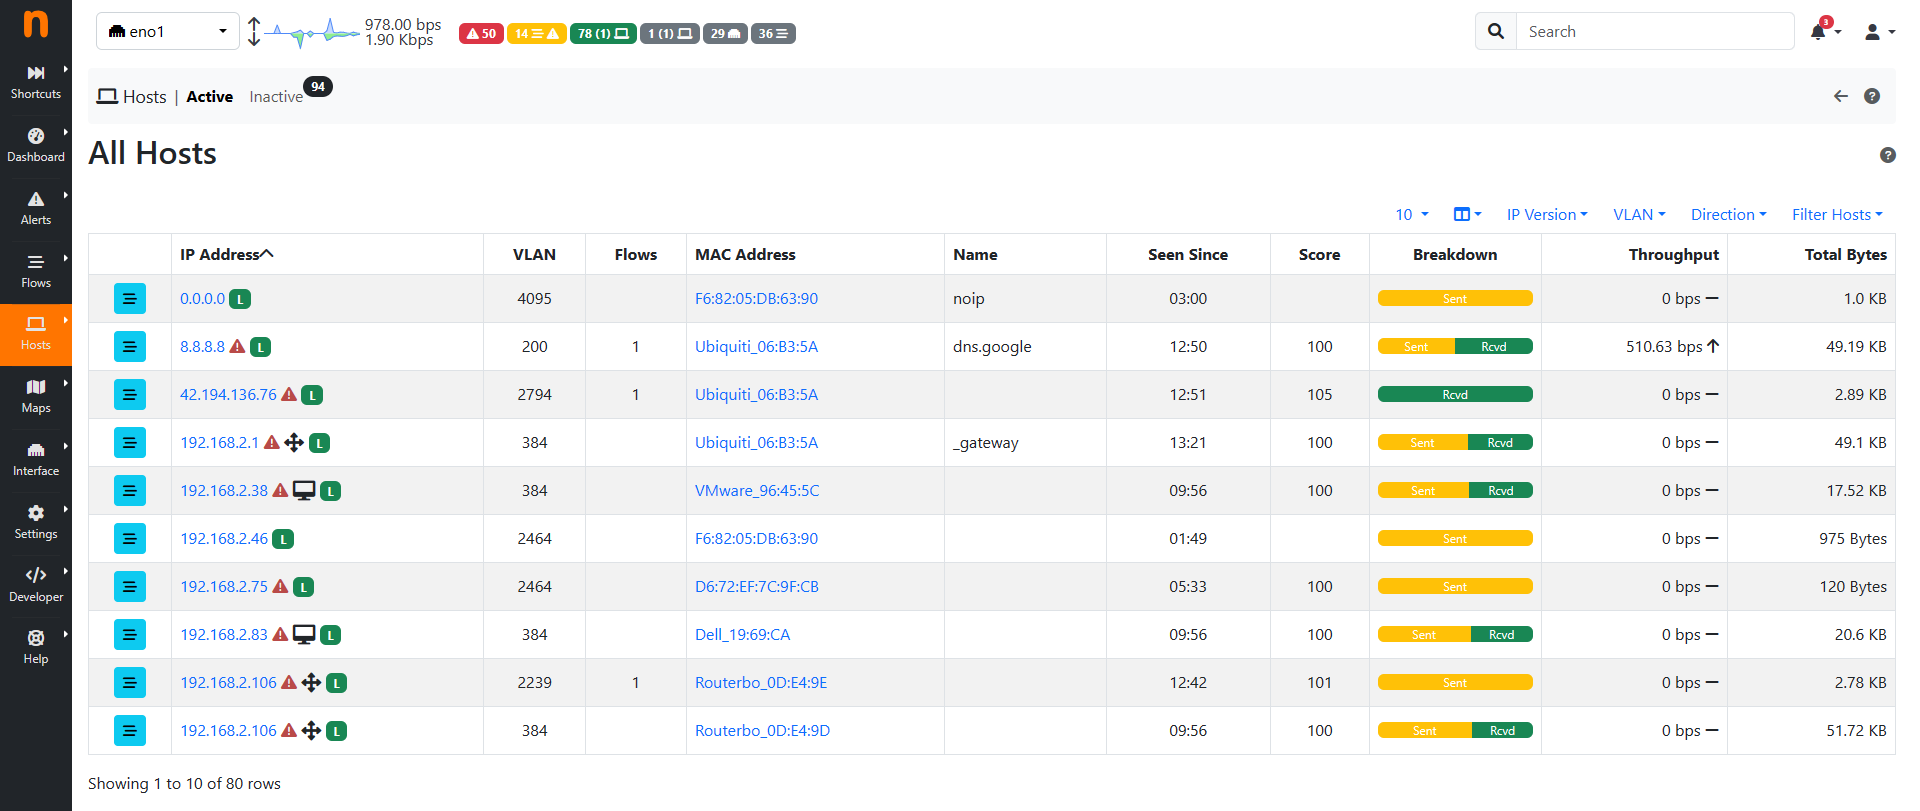 n
eno1
978.00 bps
1.90 Kbps
50
14
78 (1)
1 (1)
29
36
Search
3
Shortcuts
Dashboard
Alerts
Flows
Hosts
Maps
Interface
Settings
Developer
Help
Hosts | Active Inactive 94
All Hosts
10 IP Version VLAN Direction Filter Hosts
IP Address VLAN Flows MAC Address Name Seen Since Score Breakdown Throughput Total Bytes
0.0.0.0 L 4095 F6:82:05:DB:63:90 noip 03:00 Sent 0 bps 1.0 KB
8.8.8.8 L 200 1 Ubiquiti_06:B3:5A dns.google 12:50 100 Sent Rcvd 510.63 bps 49.19 KB
42.194.136.76 L 2794 1 Ubiquiti_06:B3:5A 12:51 105 Rcvd 0 bps 2.89 KB
192.168.2.1 L 384 Ubiquiti_06:B3:5A _gateway 13:21 100 Sent Rcvd 0 bps 49.1 KB
192.168.2.38 L 384 VMware_96:45:5C 09:56 100 Sent Rcvd 0 bps 17.52 KB
192.168.2.46 L 2464 F6:82:05:DB:63:90 01:49 Sent 0 bps 975 Bytes
192.168.2.75 L 2464 D6:72:EF:7C:9F:CB 05:33 100 Sent 0 bps 120 Bytes
192.168.2.83 L 384 Dell_19:69:CA 09:56 100 Sent Rcvd 0 bps 20.6 KB
192.168.2.106 L 2239 1 Routerbo_0D:E4:9E 12:42 101 Sent 0 bps 2.78 KB
192.168.2.106 L 384 Routerbo_0D:E4:9D 09:56 100 Sent Rcvd 0 bps 51.72 KB
Showing 1 to 10 of 80 rows